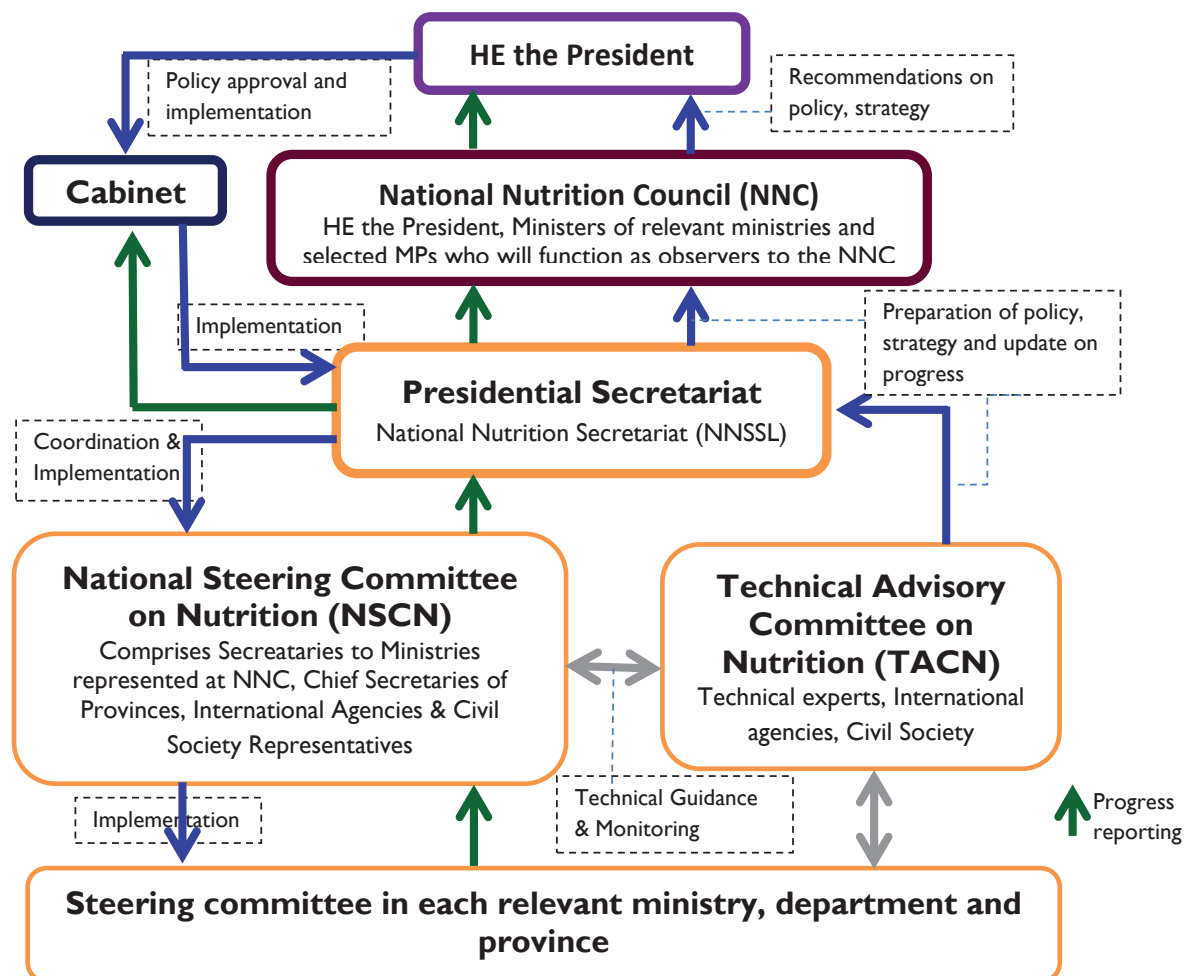 HE the President
Policy approval and
implementation
Recommendations on
policy, strategy
Cabinet
National Nutrition Council (NNC)
HE the President, Ministers of relevant ministries and
selected MPs who will function as observers to the NNC
Implementation
Preparation of policy,
strategy and update on
progress
Presidential Secretariat
National Nutrition Secretariat (NNSSL)
Coordination &
Implementation
National Steering Committee
on Nutrition (NSCN)
Comprises Secreataries to Ministries
represented at NNC, Chief Secretaries of
Provinces, International Agencies & Civil
Society Representatives
Technical Advisory
Committee on
Nutrition (TACN)
Technical experts, International
agencies, Civil Society
Implementation
Technical Guidance
& Monitoring
Progress
reporting
Steering committee in each relevant ministry, department and
province